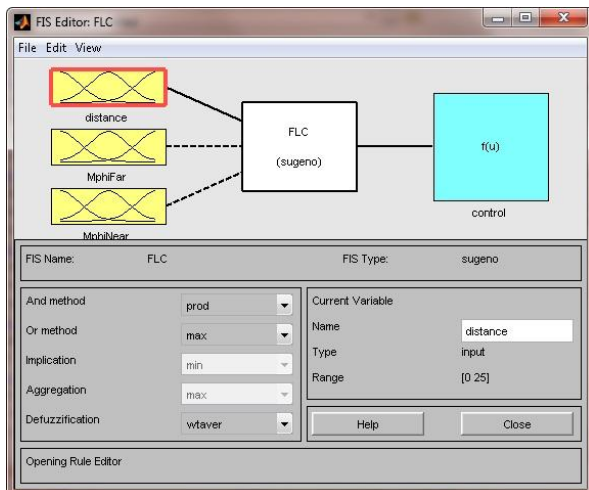 FIS Editor: FLC
File Edit View
distance
MphiFar
MphiNear
FLC
(sugeno)
f(u)
control
FIS Name: FLC FIS Type: sugeno
And method prod
Or method max
Implication min
Aggregation max
Defuzzification wtaver
Current Variable
Name distance
Type input
Range [0 25]
Help Close
Opening Rule Editor